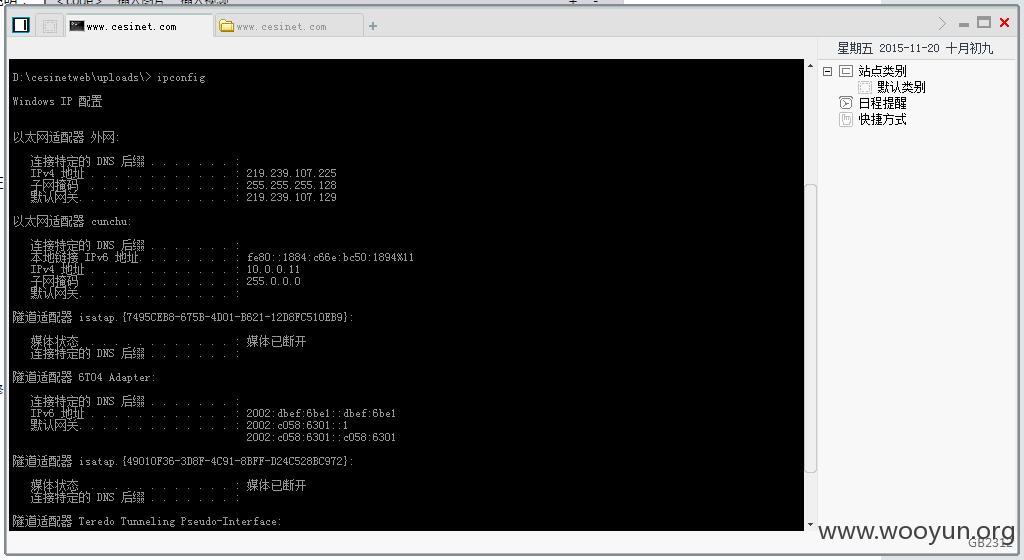 www.cesinet.com
www.cesinet.com
+
星期五 2015-11-20 十月初九
站点类别
默认类别
日程提醒
快捷方式
D:\cesinetweb\uploads\> ipconfig
Windows IP 配置
以太网适配器 外网:
连接特定的 DNS 后缀 . . . . . . . :
IPv4 地址 . . . . . . . . . . . . : 219.239.107.225
子网掩码 . . . . . . . . . . . . : 255.255.255.128
默认网关. . . . . . . . . . . . . : 219.239.107.129
以太网适配器 cunchu:
连接特定的 DNS 后缀 . . . . . . . :
本地链接 IPv6 地址. . . . . . . . : fe80::1884:c66e:bc50:1894%11
IPv4 地址 . . . . . . . . . . . . : 10.0.0.11
子网掩码 . . . . . . . . . . . . : 255.0.0.0
默认网关. . . . . . . . . . . . . :
隧道适配器 isatap.{7495CEB8-675B-4D01-B621-12D8FC510EB9}:
媒体状态 . . . . . . . . . . . . : 媒体已断开
连接特定的 DNS 后缀 . . . . . . . :
隧道适配器 6TO4 Adapter:
连接特定的 DNS 后缀 . . . . . . . :
IPv6 地址 . . . . . . . . . . . . : 2002:dbef:6be1::dbef:6be1
默认网关. . . . . . . . . . . . . : 2002:c058:6301::1
2002:c058:6301::c058:6301
隧道适配器 isatap.{49010F36-3D8F-4C91-8BFF-D24C528BC972}:
媒体状态 . . . . . . . . . . . . : 媒体已断开
连接特定的 DNS 后缀 . . . . . . . :
隧道适配器 Teredo Tunneling Pseudo-Interface:
www.wooyun.org
GB2312